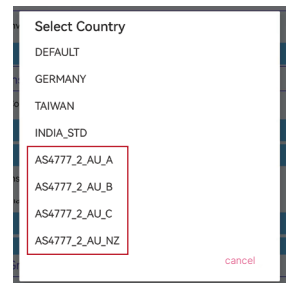 Select Country
DEFAULT
GERMANY
TAIWAN
INDIA_STD
AS4777_2_AU_A
AS4777_2_AU_B
AS4777_2_AU_C
AS4777_2_AU_NZ
cancel